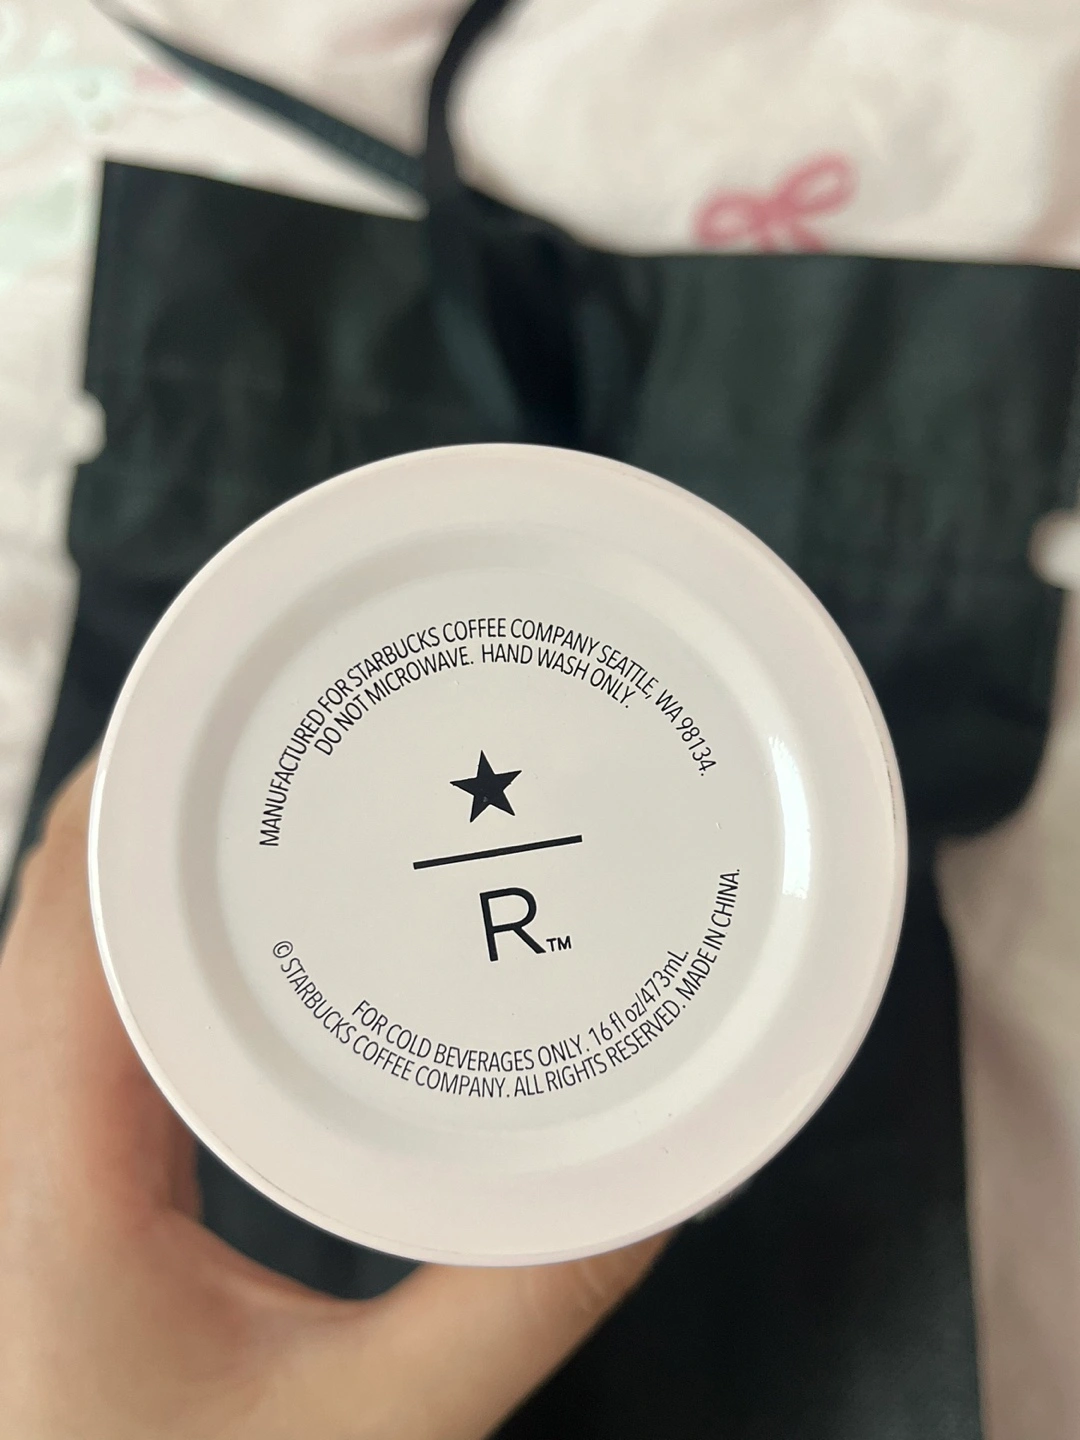 MANUFACTURED FOR STARBUCKS COFFEE COMPANY SEATTLE, WA 98134.
DO NOT MICROWAVE. HAND WASH ONLY.
R™
FOR COLD BEVERAGES ONLY. 16 fl oz/473mL
© STARBUCKS COFFEE COMPANY. ALL RIGHTS RESERVED. MADE IN CHINA.